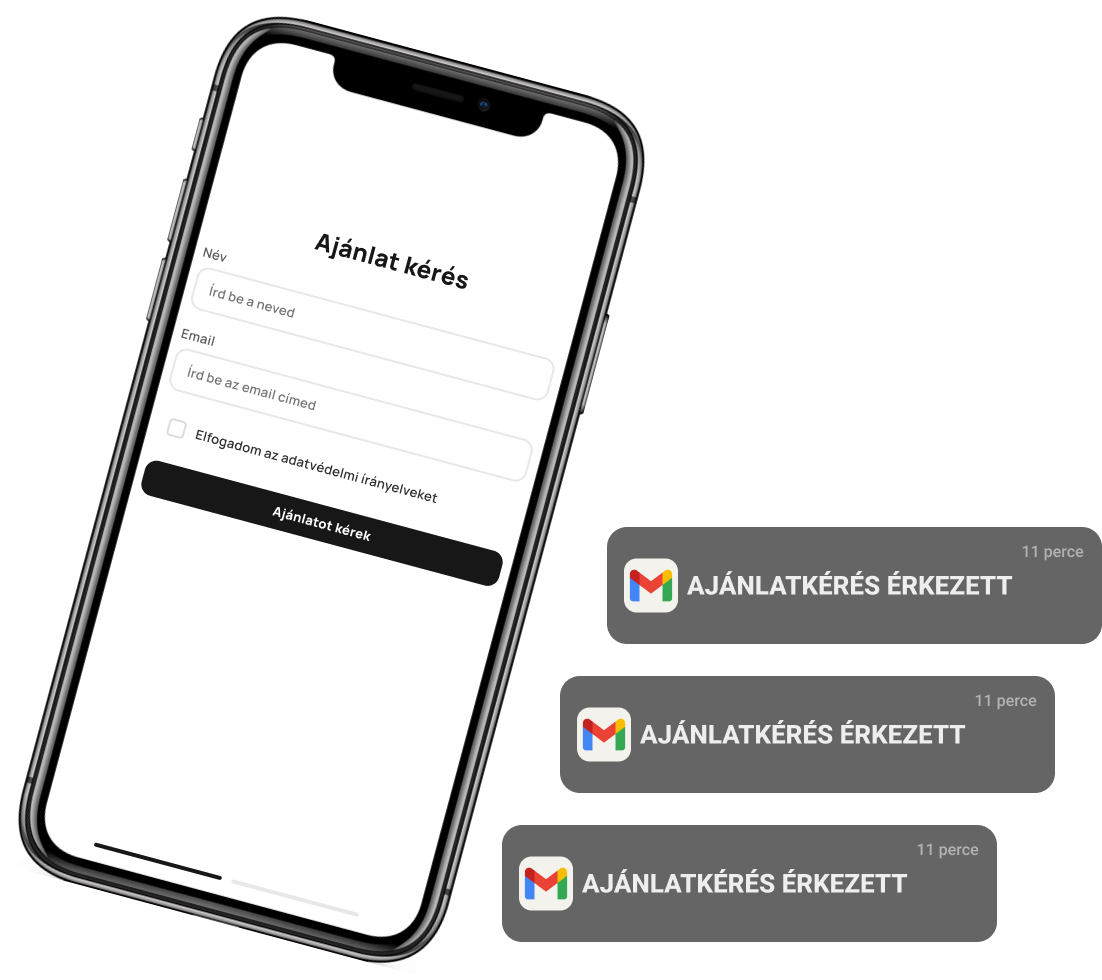 Ajánlat kérés
Név
Írd be a neved
Email
Írd be az email címed
Elfogadom az adatvédelmi írányelveket
Ajánlatot kérek
11 perce
AJÁNLATKÉRÉS ÉRKEZETT
11 perce
AJÁNLATKÉRÉS ÉRKEZETT
11 perce
AJÁNLATKÉRÉS ÉRKEZETT